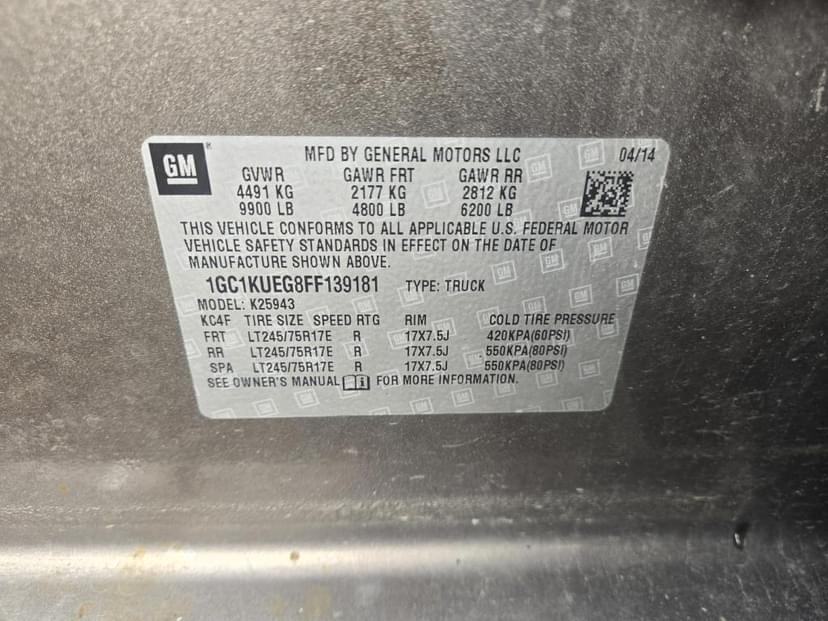 GM
MFD BY GENERAL MOTORS LLC 04/14
GVWR GAWR FRT GAWR RR
4491 KG 2177 KG 2812 KG
9900 LB 4800 LB 6200 LB
THIS VEHICLE CONFORMS TO ALL APPLICABLE U.S. FEDERAL MOTOR
VEHICLE SAFETY STANDARDS IN EFFECT ON THE DATE OF
MANUFACTURE SHOWN ABOVE.
1GC1KUEG8FF139181 TYPE: TRUCK
MODEL: K25943
KC4F TIRE SIZE SPEED RTG RIM COLD TIRE PRESSURE
FRT LT245/75R17E R 17X7.5J 420KPA(60PSI)
RR LT245/75R17E R 17X7.5J 550KPA(80PSI)
SPA LT245/75R17E R 17X7.5J 550KPA(80PSI)
SEE OWNER'S MANUAL FOR MORE INFORMATION.